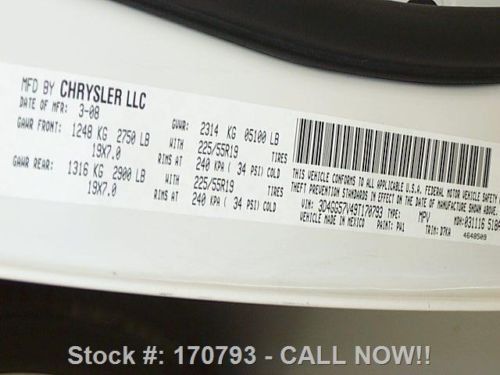 MFD BY CHRYSLER LLC
DATE OF MFR: 3-08 GVWR: 2314 KG 05100 LB
GAWR FRONT: 1248 KG 2750 LB WITH 225/55R19 TIRES
19X7.0 RIMS AT 240 KPA ( 34 PSI) COLD
GAWR REAR: 1316 KG 2900 LB WITH 225/55R19 TIRES
19X7.0 RIMS AT 240 KPA ( 34 PSI) COLD
THIS VEHICLE CONFORMS TO ALL APPLICABLE U.S.A. FEDERAL MOTOR VEHICLE SAFETY
THEFT PREVENTION STANDARDS IN EFFECT ON THE DATE OF MANUFACTURE SHOWN ABOVE.
VIN: 3D4GG57V49T170793 TYPE: MPV MDH: 031116
VEHICLE MADE IN MEXICO PAINT: PW1 TRIM: D7KA 4648509
Stock #: 170793 - CALL NOW!!